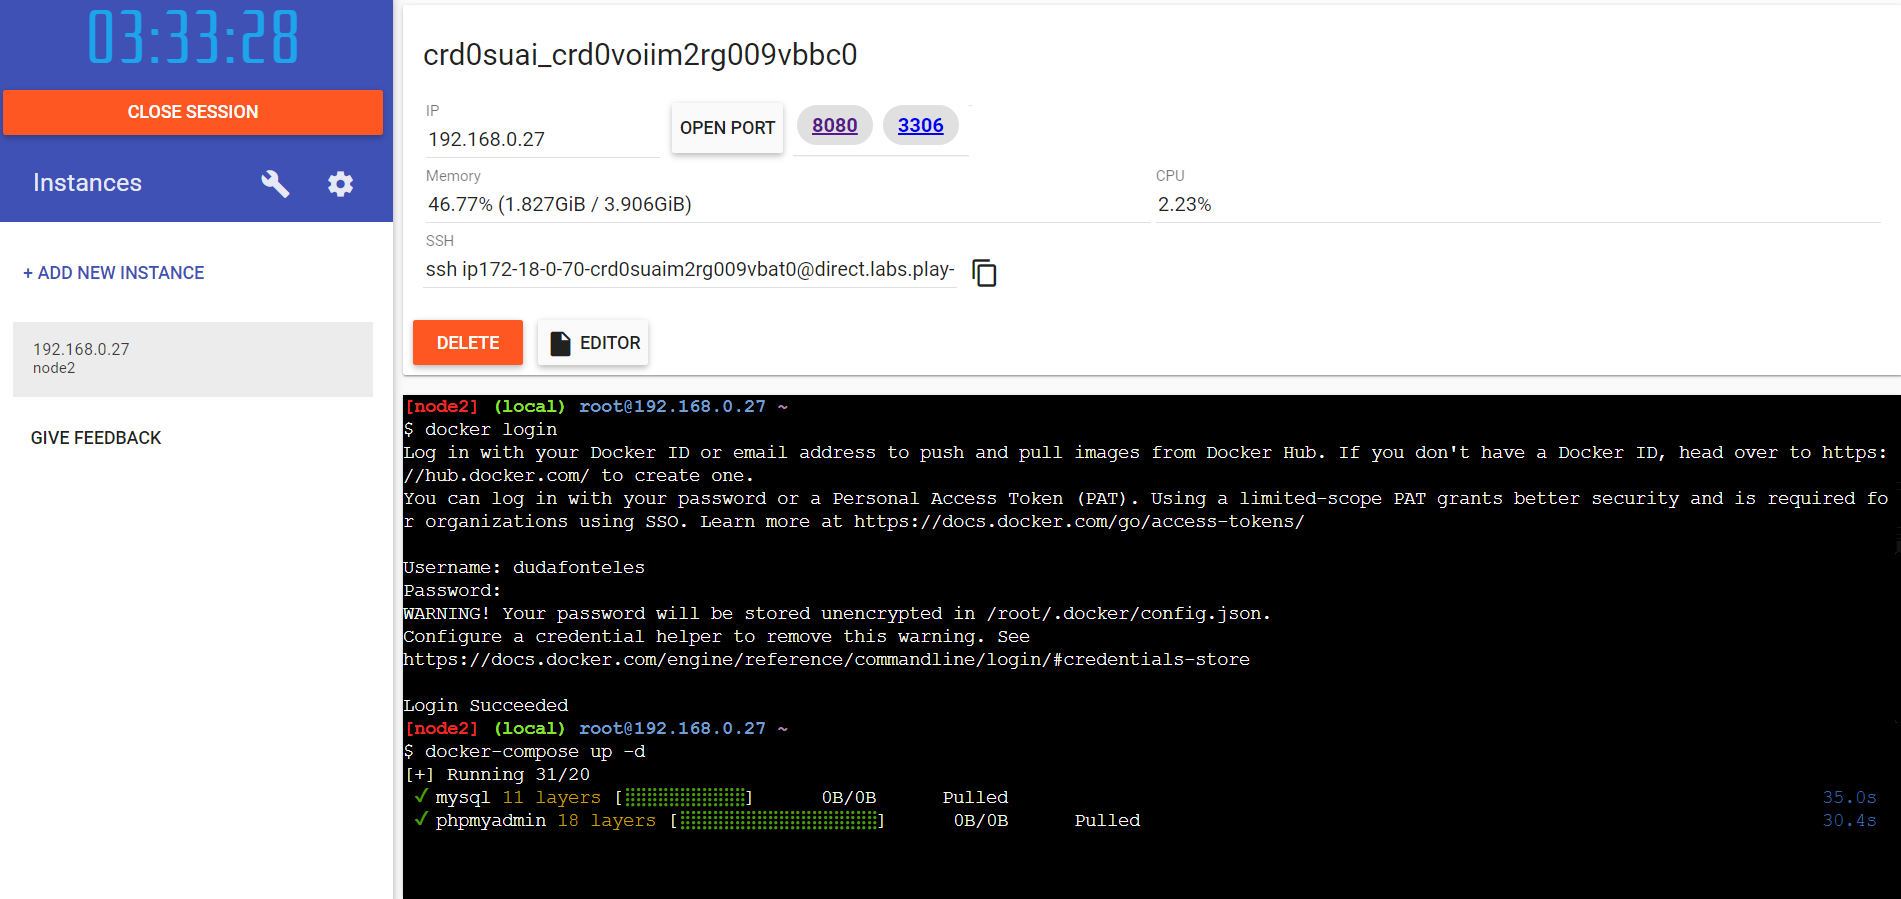 03:33:28
CLOSE SESSION
Instances
+ ADD NEW INSTANCE
192.168.0.27
node2
GIVE FEEDBACK
crd0suai_crd0voiim2rg009vbbc0
IP
192.168.0.27
OPEN PORT
8080
3306
Memory
46.77% (1.827GiB / 3.906GiB)
CPU
2.23%
SSH
ssh ip172-18-0-70-crd0suaim2rg009vbat0@direct.labs.play-
DELETE
EDITOR
[node2] (local) root@192.168.0.27 ~
$ docker login
Log in with your Docker ID or email address to push and pull images from Docker Hub. If you don't have a Docker ID, head over to https:
//hub.docker.com/ to create one.
You can log in with your password or a Personal Access Token (PAT). Using a limited-scope PAT grants better security and is required fo
r organizations using SSO. Learn more at https://docs.docker.com/go/access-tokens/
Username: dudafonteles
Password:
WARNING! Your password will be stored unencrypted in /root/.docker/config.json.
Configure a credential helper to remove this warning. See
https://docs.docker.com/engine/reference/commandline/login/#credentials-store
Login Succeeded
[node2] (local) root@192.168.0.27 ~
$ docker-compose up -d
[+] Running 31/20
✓ mysql 11 layers [⣿⣿⣿⣿⣿⣿⣿⣿⣿⣿⣿] 0B/0B Pulled 35.0s
✓ phpmyadmin 18 layers [⣿⣿⣿⣿⣿⣿⣿⣿⣿⣿⣿⣿⣿⣿⣿⣿⣿⣿] 0B/0B Pulled 30.4s